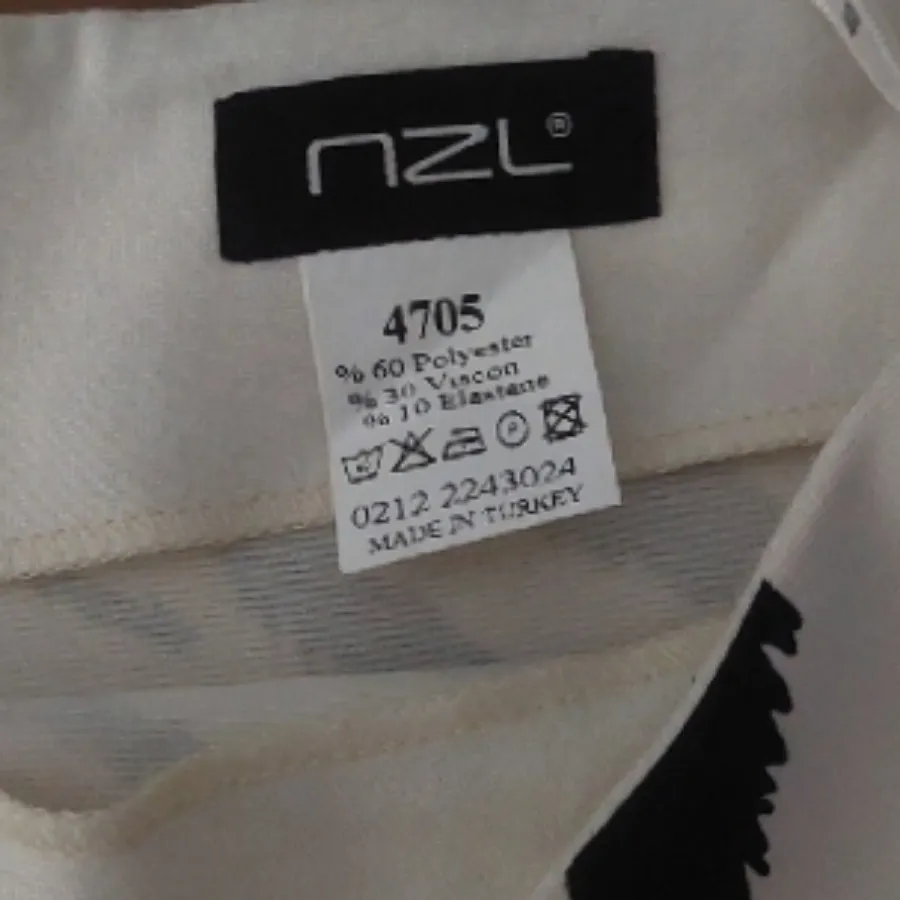 nzl®
4705
% 60 Polyester
% 30 Viscon
% 10 Elastane
0212 2243024
MADE IN TURKEY